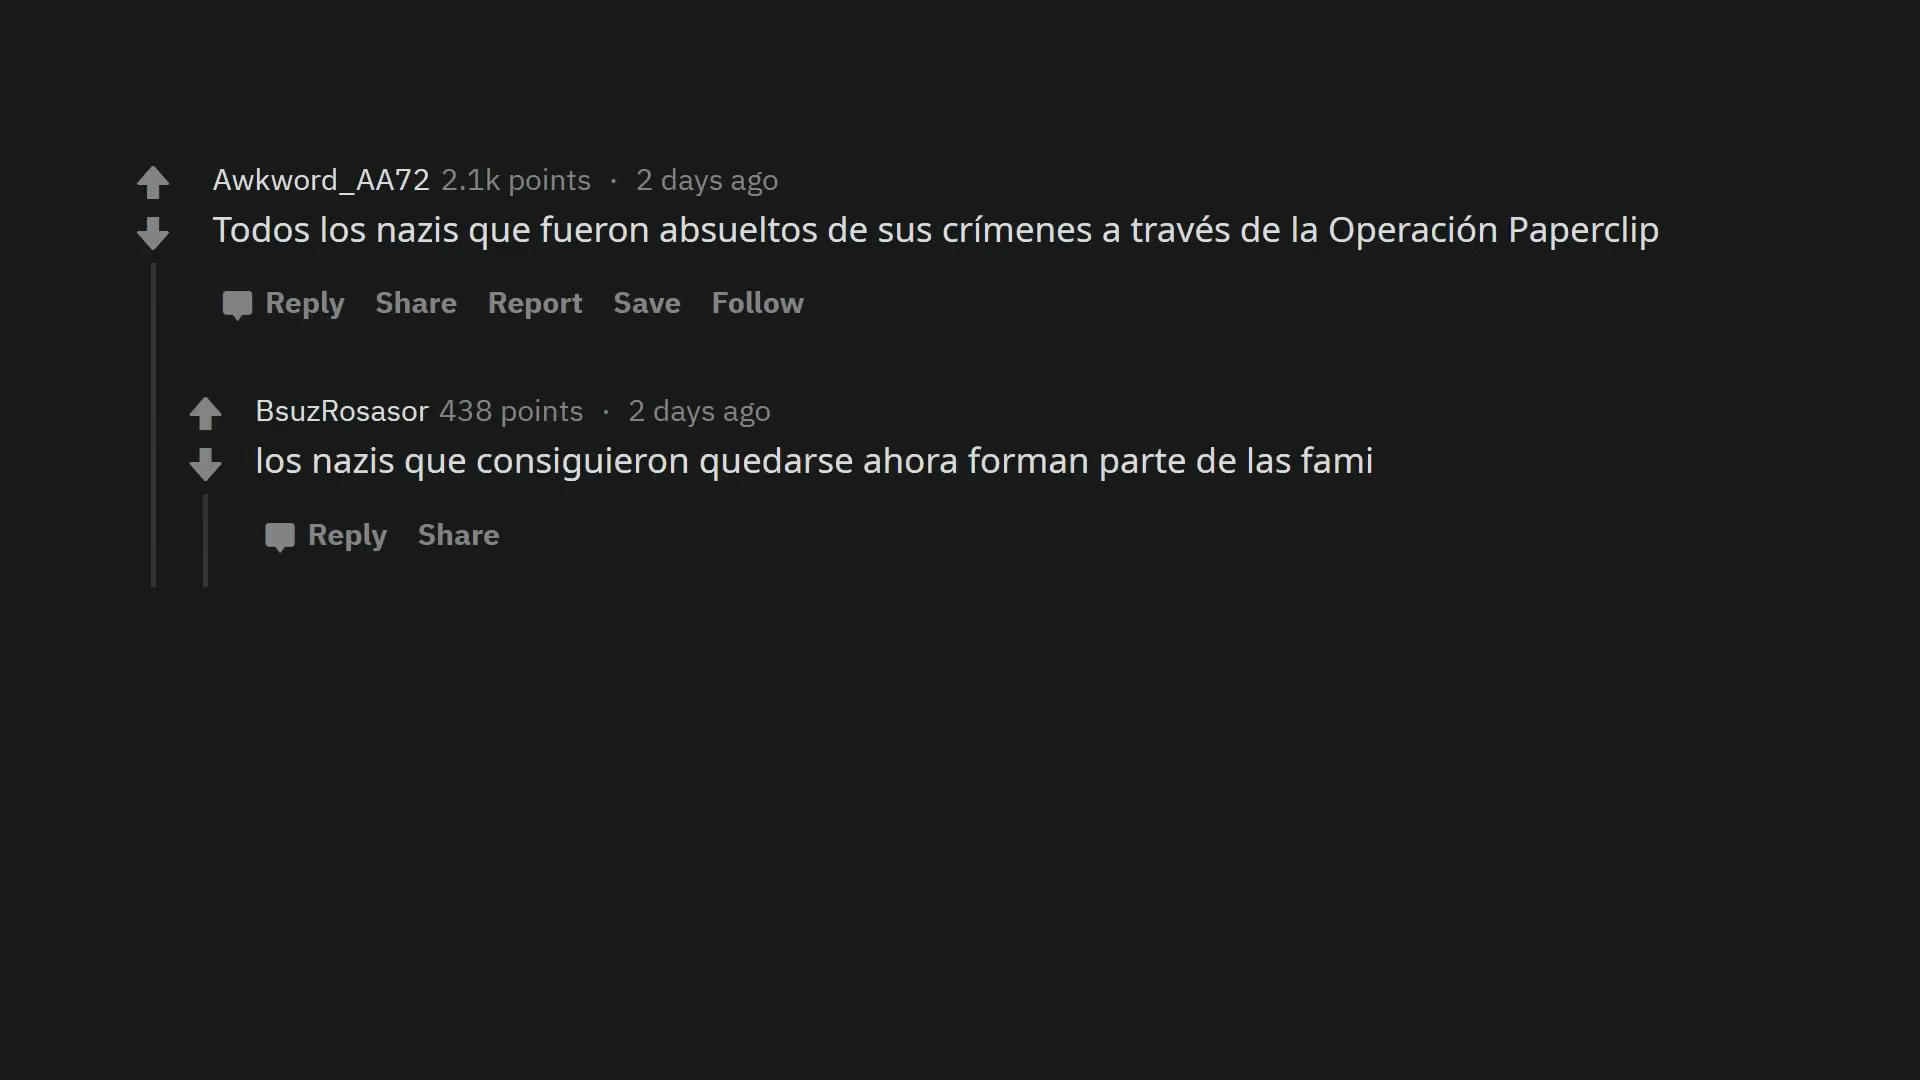 Awkword_AA72 2.1k points · 2 days ago
Todos los nazis que fueron absueltos de sus crímenes a través de la Operación Paperclip
Reply Share Report Save Follow
BsuzRosasor 438 points · 2 days ago
los nazis que consiguieron quedarse ahora forman parte de las fami
Reply Share